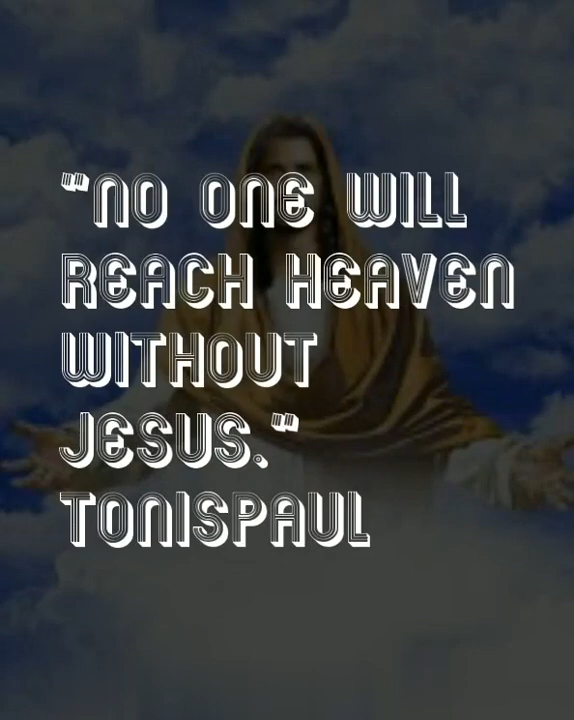 "NO ONE WILL
REACH HEAVEN
WITHOUT
JESUS."
TONISPAUL